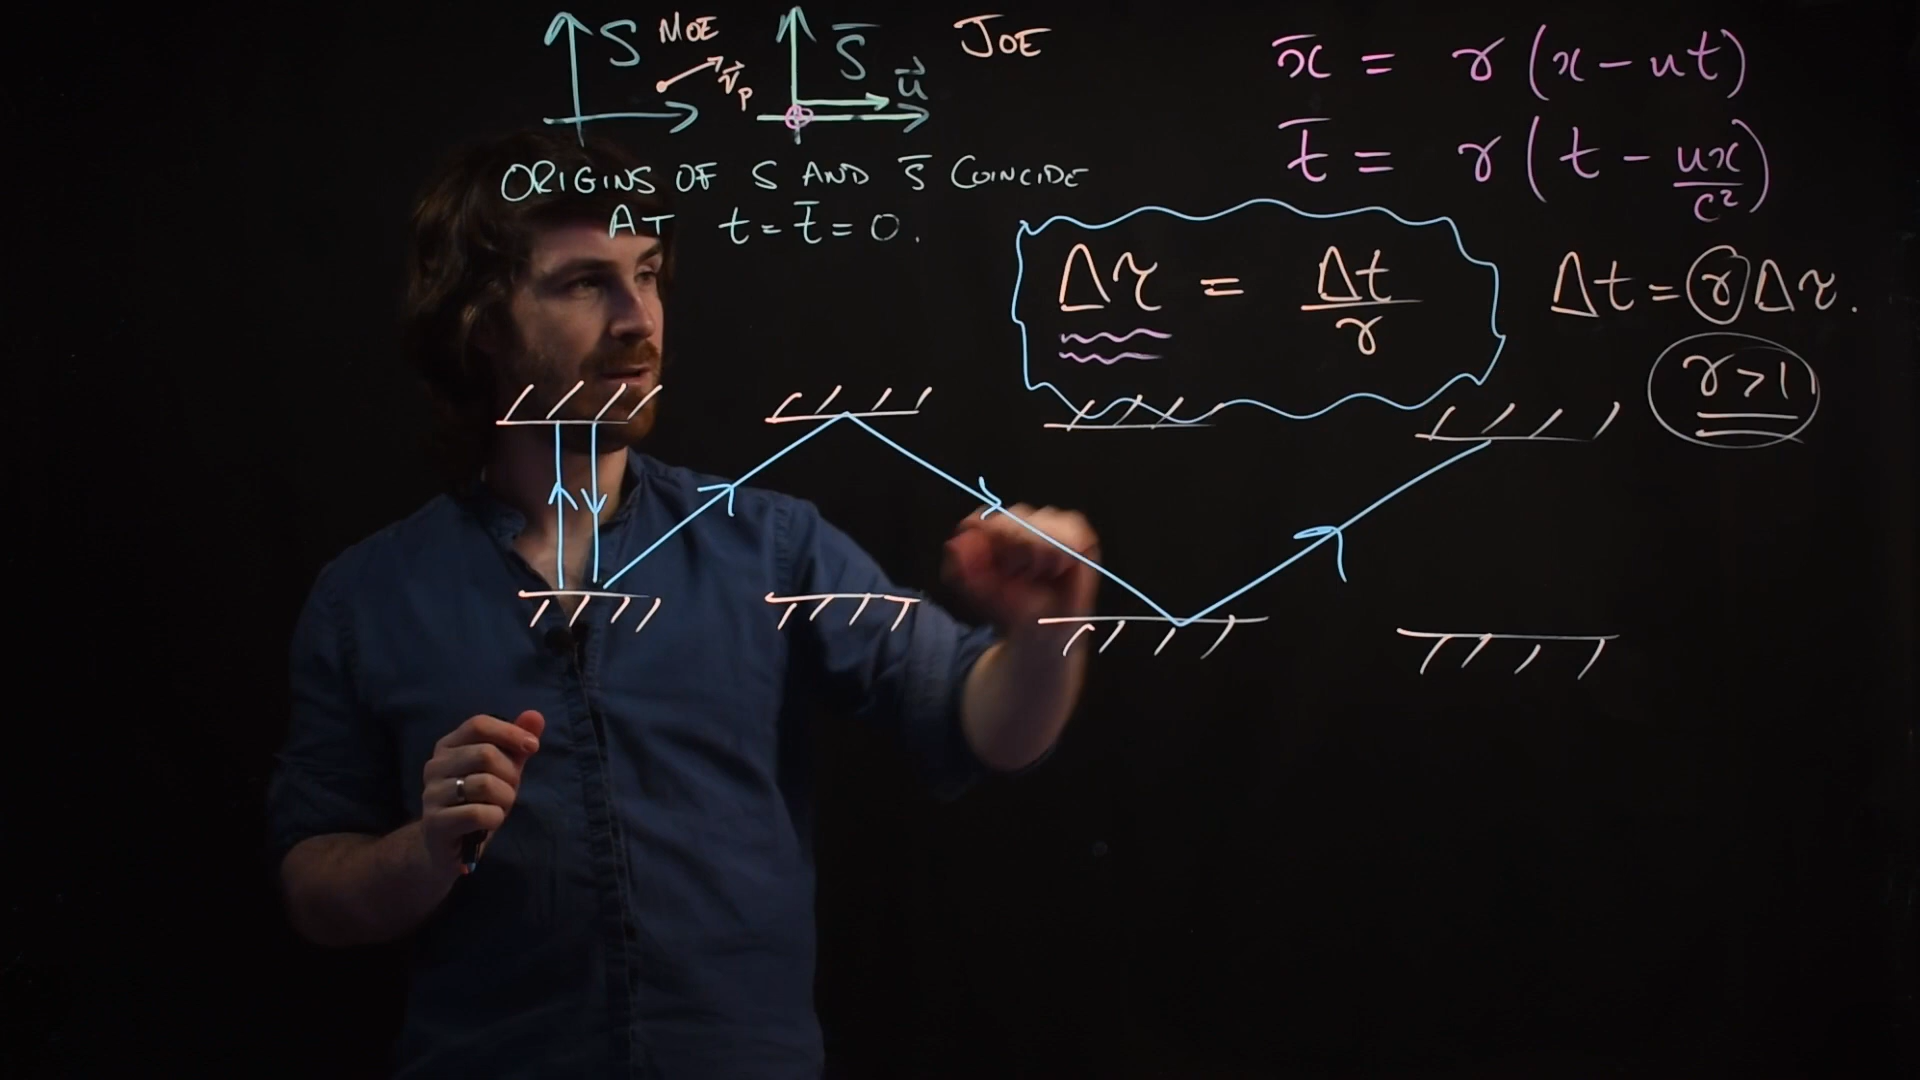 S MOE
v⃗p
S̄ u⃗
JOE
ORIGINS OF S AND S̄ COINCIDE
AT t = t̄ = 0.
x̄ = γ(x - ut)
t̄ = γ(t - ux/c²)
Δτ = Δt/γ
Δt = γΔτ.
γ > 1